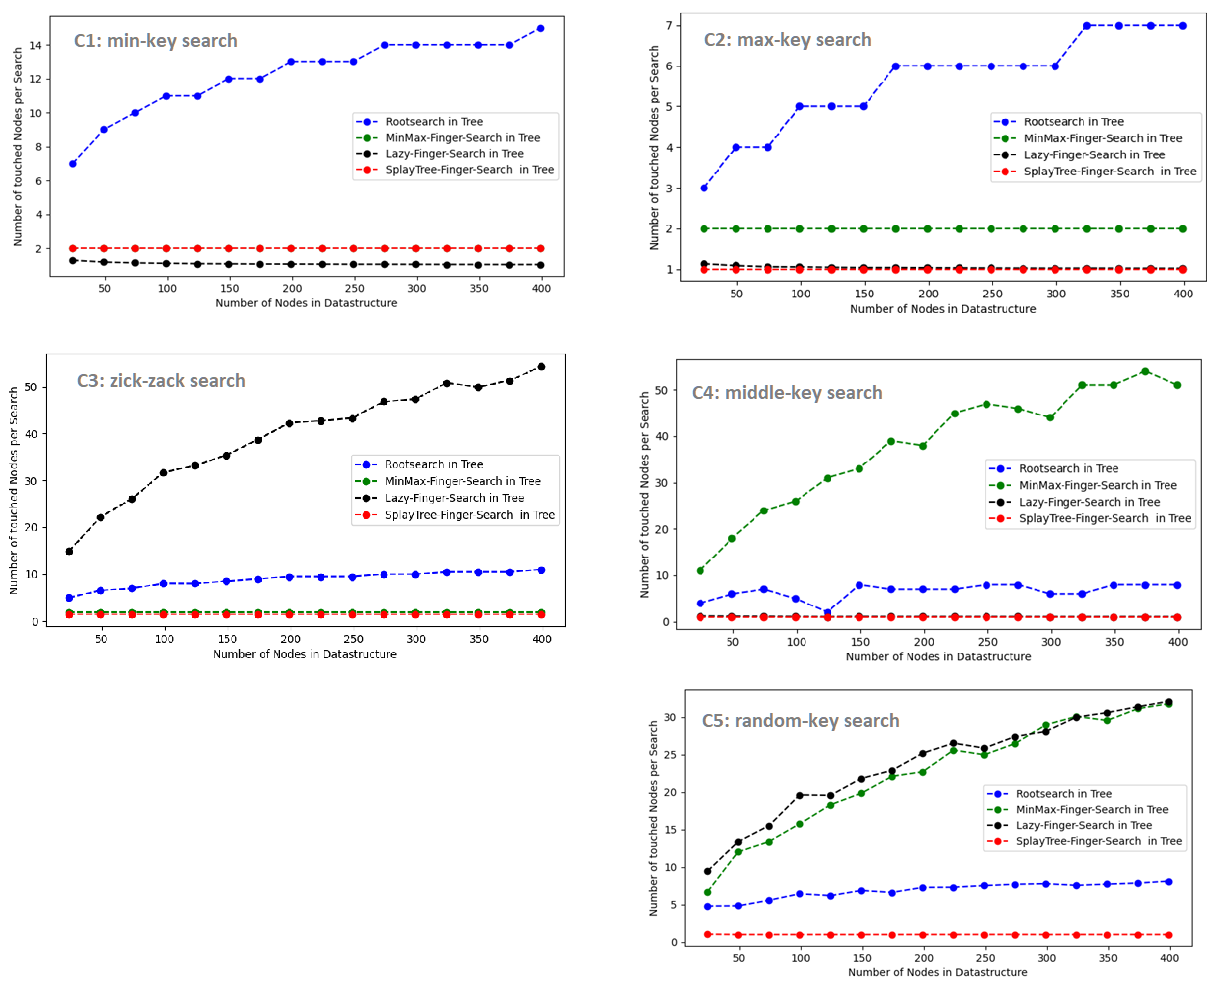 C1: min-key search
Number of touched Nodes per Search
14
12
10
8
6
4
2
Rootsearch in Tree
MinMax-Finger-Search in Tree
Lazy-Finger-Search in Tree
SplayTree-Finger-Search in Tree
50 100 150 200 250 300 350 400
Number of Nodes in Datastructure
C2: max-key search
Number of touched Nodes per Search
7
6
5
4
3
2
1
Rootsearch in Tree
MinMax-Finger-Search in Tree
Lazy-Finger-Search in Tree
SplayTree-Finger-Search in Tree
50 100 150 200 250 300 350 400
Number of Nodes in Datastructure
C3: zick-zack search
Number of touched Nodes per Search
50
40
30
20
10
0
Rootsearch in Tree
MinMax-Finger-Search in Tree
Lazy-Finger-Search in Tree
SplayTree-Finger-Search in Tree
50 100 150 200 250 300 350 400
Number of Nodes in Datastructure
C4: middle-key search
Number of touched Nodes per Search
50
40
30
20
10
0
Rootsearch in Tree
MinMax-Finger-Search in Tree
Lazy-Finger-Search in Tree
SplayTree-Finger-Search in Tree
50 100 150 200 250 300 350 400
Number of Nodes in Datastructure
C5: random-key search
Number of touched Nodes per Search
30
25
20
15
10
5
0
Rootsearch in Tree
MinMax-Finger-Search in Tree
Lazy-Finger-Search in Tree
SplayTree-Finger-Search in Tree
50 100 150 200 250 300 350 400
Number of Nodes in Datastructure